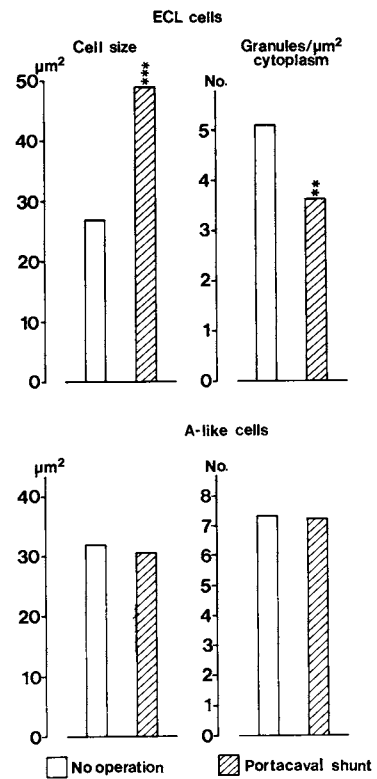 ECL cells
Cell size
Granules/µm²
cytoplasm
µm²
No.
***
**
50
40
30
20
10
0
5
4
3
2
1
0
A-like cells
µm²
No.
40
30
20
10
0
8
7
6
5
4
3
2
1
0
No operation
Portacaval shunt